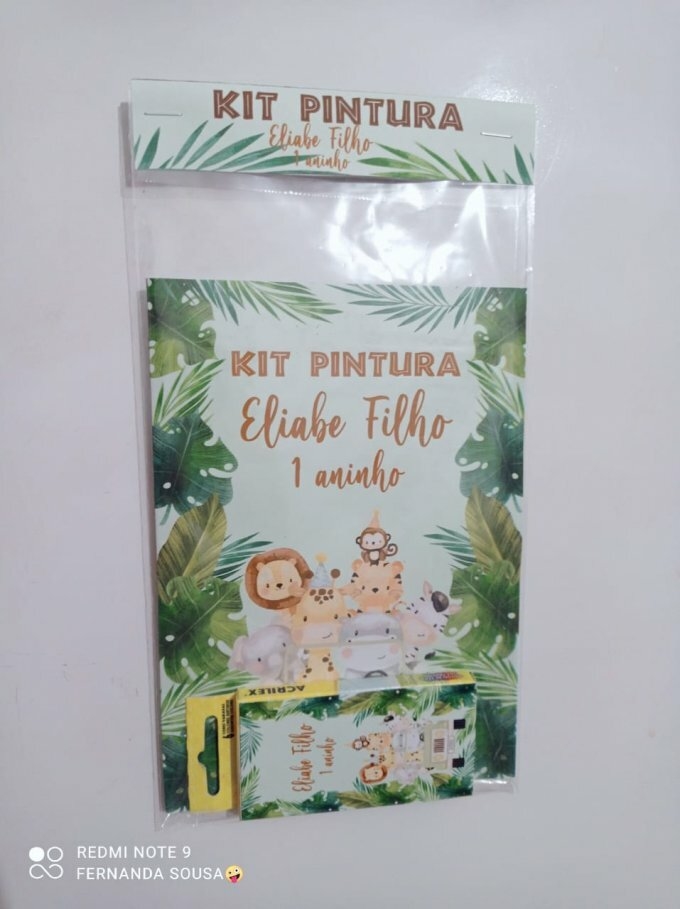 KIT PINTURA
Eliabe Filho
1 aninho
KIT PINTURA
Eliabe Filho
1 aninho
ACRILEX
Eliabe Filho
1 aninho
REDMI NOTE 9
FERNANDA SOUSA🤪